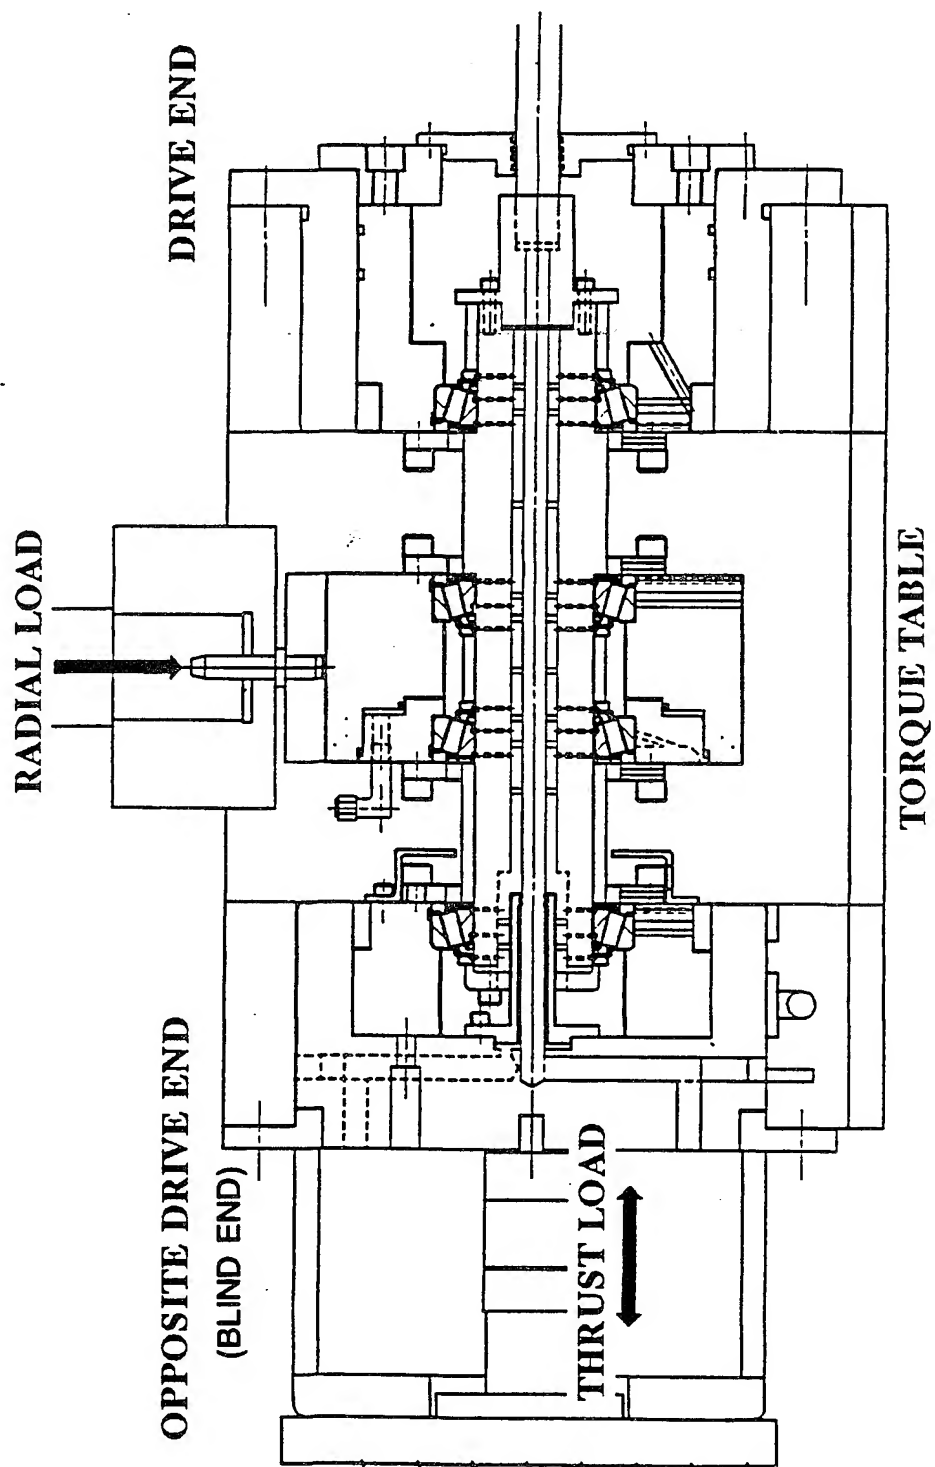 DRIVE END
RADIAL LOAD
TORQUE TABLE
OPPOSITE DRIVE END
(BLIND END)
THRUST LOAD